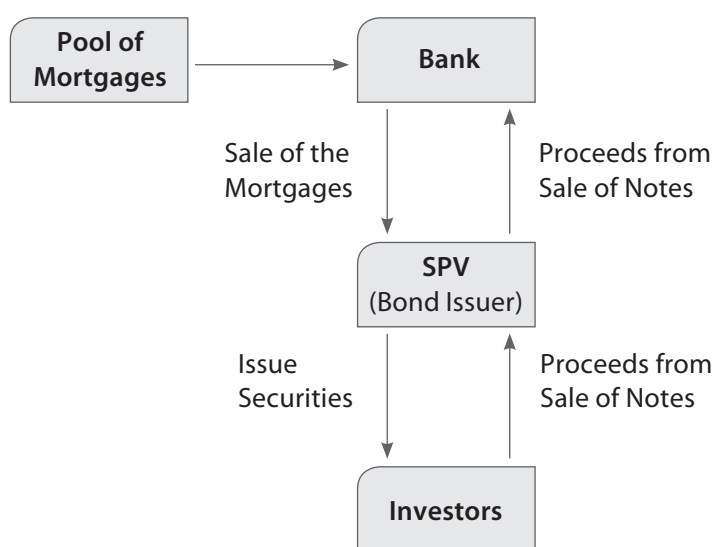 Pool of
Mortgages
Bank
Sale of the
Mortgages
Proceeds from
Sale of Notes
SPV
(Bond Issuer)
Issue
Securities
Proceeds from
Sale of Notes
Investors